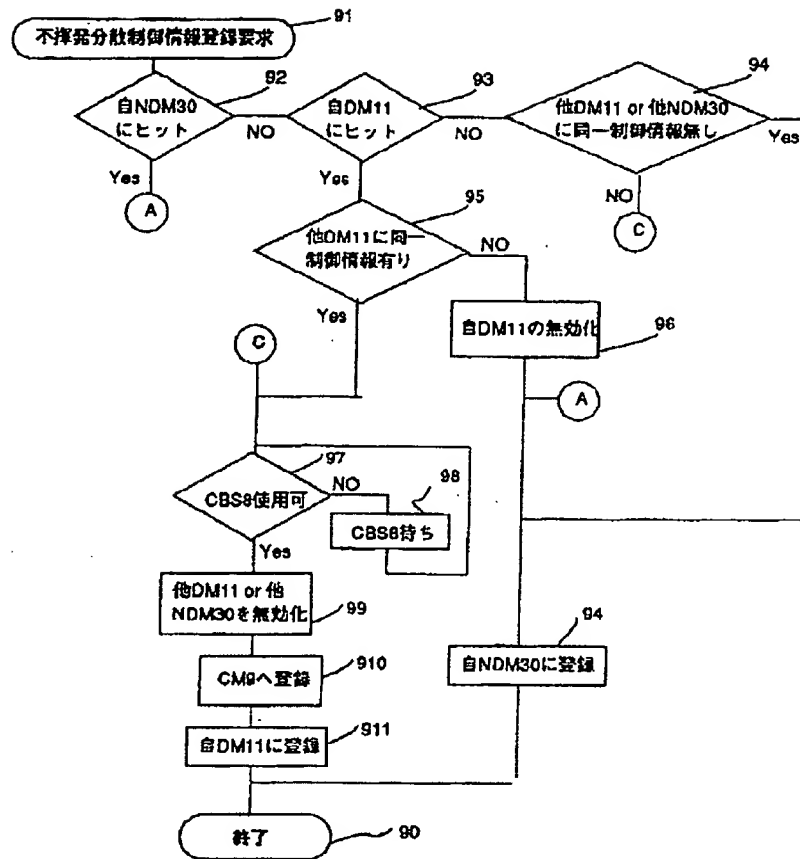 不揮発分散制御情報登録要求
91
自NDM30
にヒット
92
NO
自DM11
にヒット
93
NO
他DM11 or 他NDM30
に同一制御情報無し
94
Yes
Yes
A
Yes
NO
C
他DM11に同一
制御情報有り
95
NO
Yes
自DM11の無効化
96
C
A
CBS8使用可
97
NO
CBS8待ち
98
Yes
他DM11 or 他
NDM30を無効化
99
自NDM30に登録
94
CM9へ登録
910
自DM11に登録
911
終了
90